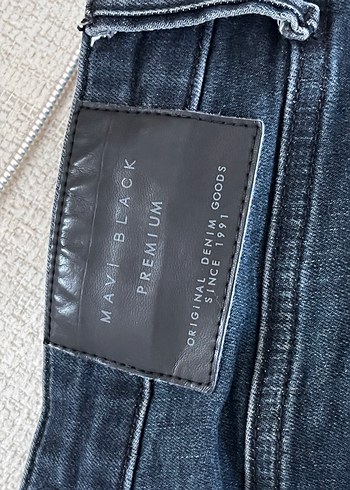 MAVI BLACK
PREMIUM
ORIGINAL DENIM GOODS
SINCE 1991